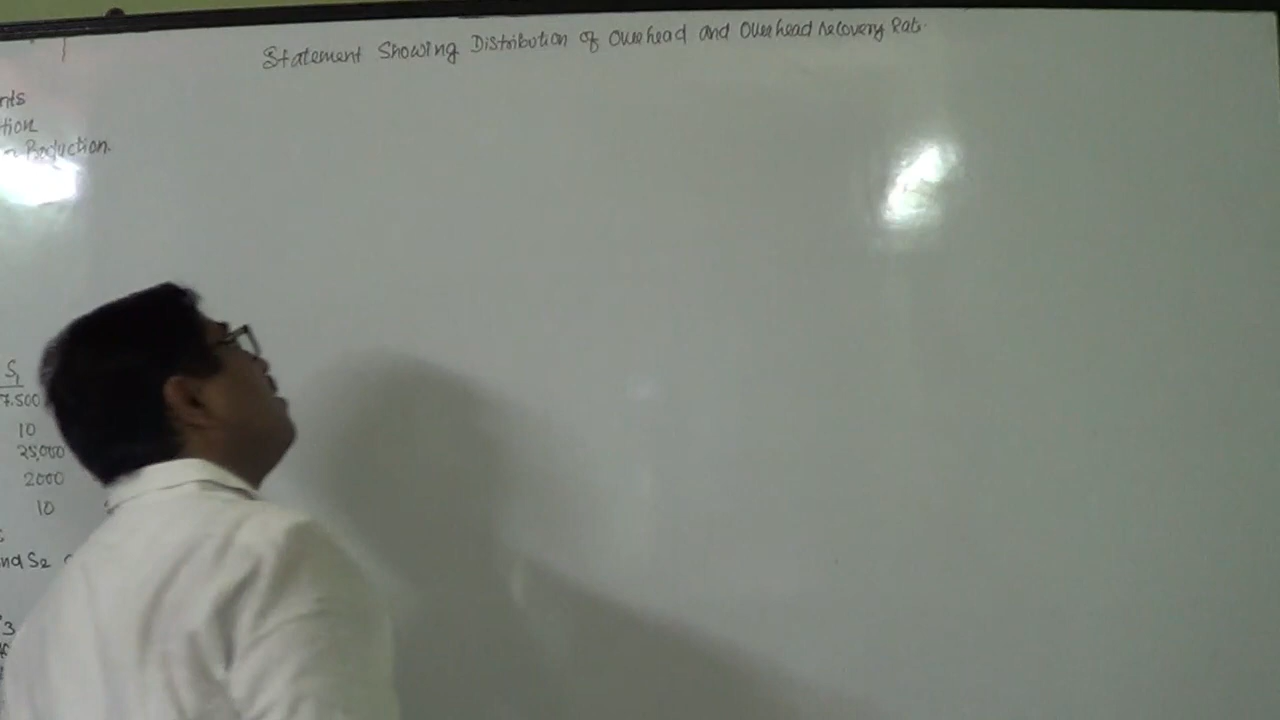 Statement Showing Distribution of Overhead and Overhead Recovery Rate
nts
tion
Production.
S1
7,500
10
25,000
2000
10
and S2
3